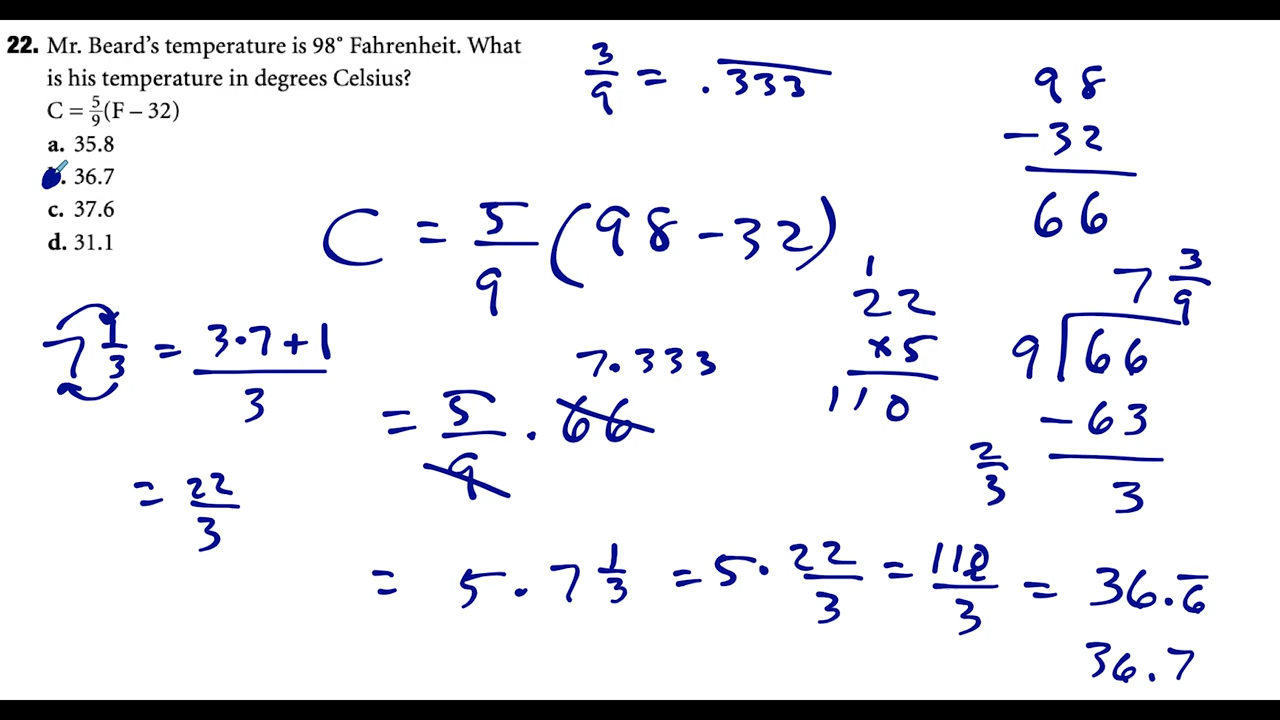 22. Mr. Beard's temperature is 98° Fahrenheit. What
is his temperature in degrees Celsius?
C = 5/9(F – 32)
a. 35.8
. 36.7
c. 37.6
d. 31.1
3/9 = .333
98
-32
66
C = 5/9 (98 - 32)
7 3/9
9 66
-63
3
1
22
×5
110
7 1/3 = 3·7+1/3
= 22/3
7.333
= 5/9 · 66
2/3
= 5 · 7 1/3 = 5 · 22/3 = 110/3 = 36.6̅
36.7